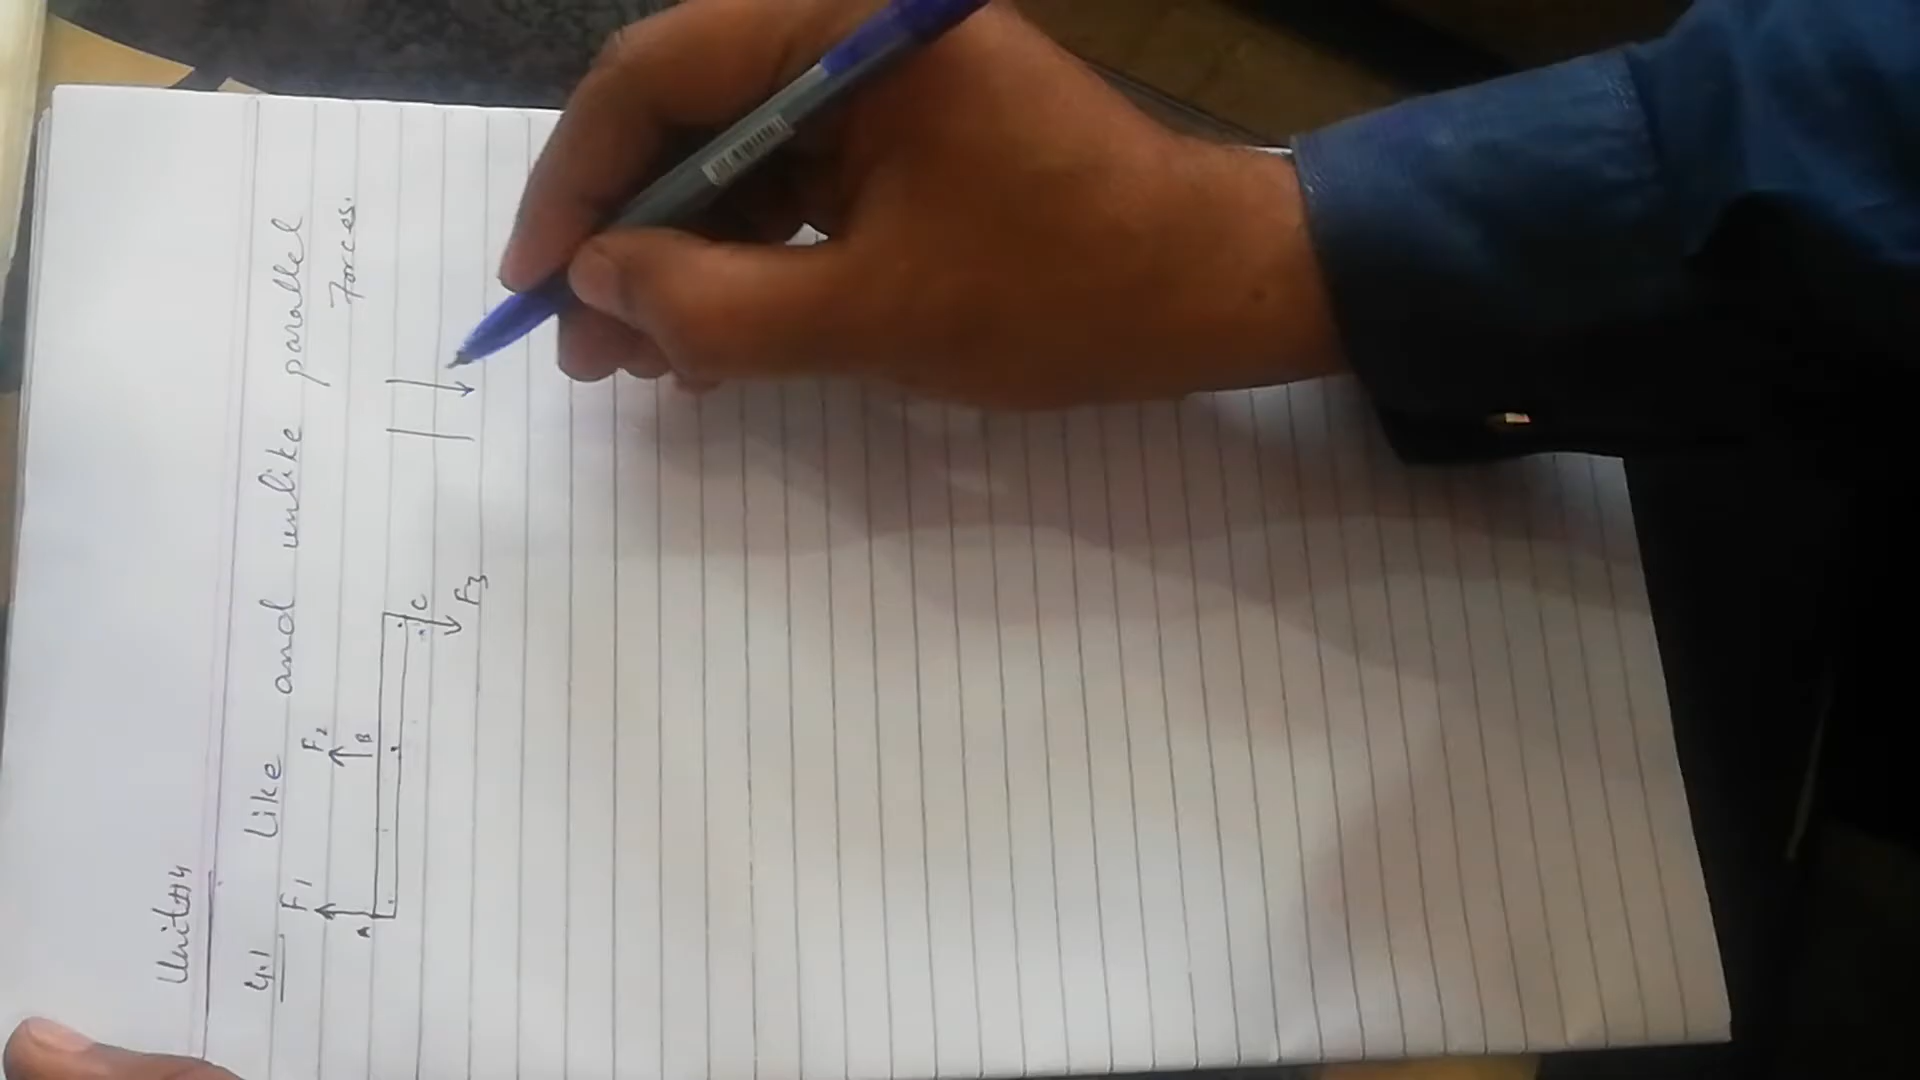 Unit#4
4.1 Like and unlike parallel
Forces.
F1 F2
A B
C
F3